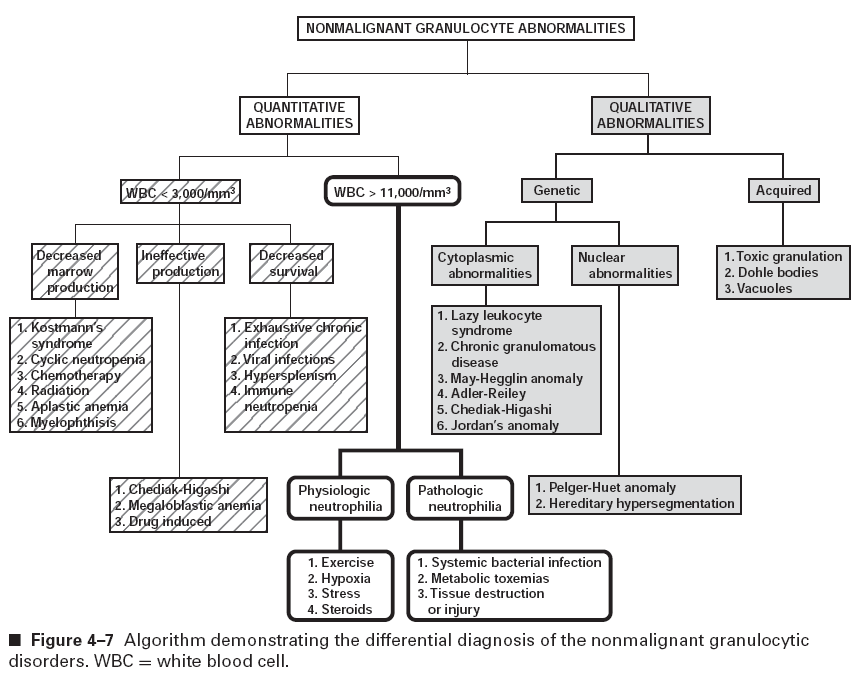 NONMALIGNANT GRANULOCYTE ABNORMALITIES
QUANTITATIVE
ABNORMALITIES
QUALITATIVE
ABNORMALITIES
WBC < 3,000/mm³
WBC > 11,000/mm³
Genetic
Acquired
Decreased
marrow
production
Ineffective
production
Decreased
survival
Cytoplasmic
abnormalities
Nuclear
abnormalities
1. Toxic granulation
2. Dohle bodies
3. Vacuoles
1. Kostmann's
syndrome
2. Cyclic neutropenia
3. Chemotherapy
4. Radiation
5. Aplastic anemia
6. Myelophthisis
1. Exhaustive chronic
infection
2. Viral infections
3. Hypersplenism
4. Immune
neutropenia
1. Lazy leukocyte
syndrome
2. Chronic granulomatous
disease
3. May-Hegglin anomaly
4. Adler-Reiley
5. Chediak-Higashi
6. Jordan's anomaly
1. Chediak-Higashi
2. Megaloblastic anemia
3. Drug induced
Physiologic
neutrophilia
Pathologic
neutrophilia
1. Pelger-Huet anomaly
2. Hereditary hypersegmentation
1. Exercise
2. Hypoxia
3. Stress
4. Steroids
1. Systemic bacterial infection
2. Metabolic toxemias
3. Tissue destruction
or injury
■ Figure 4–7 Algorithm demonstrating the differential diagnosis of the nonmalignant granulocytic
disorders. WBC = white blood cell.